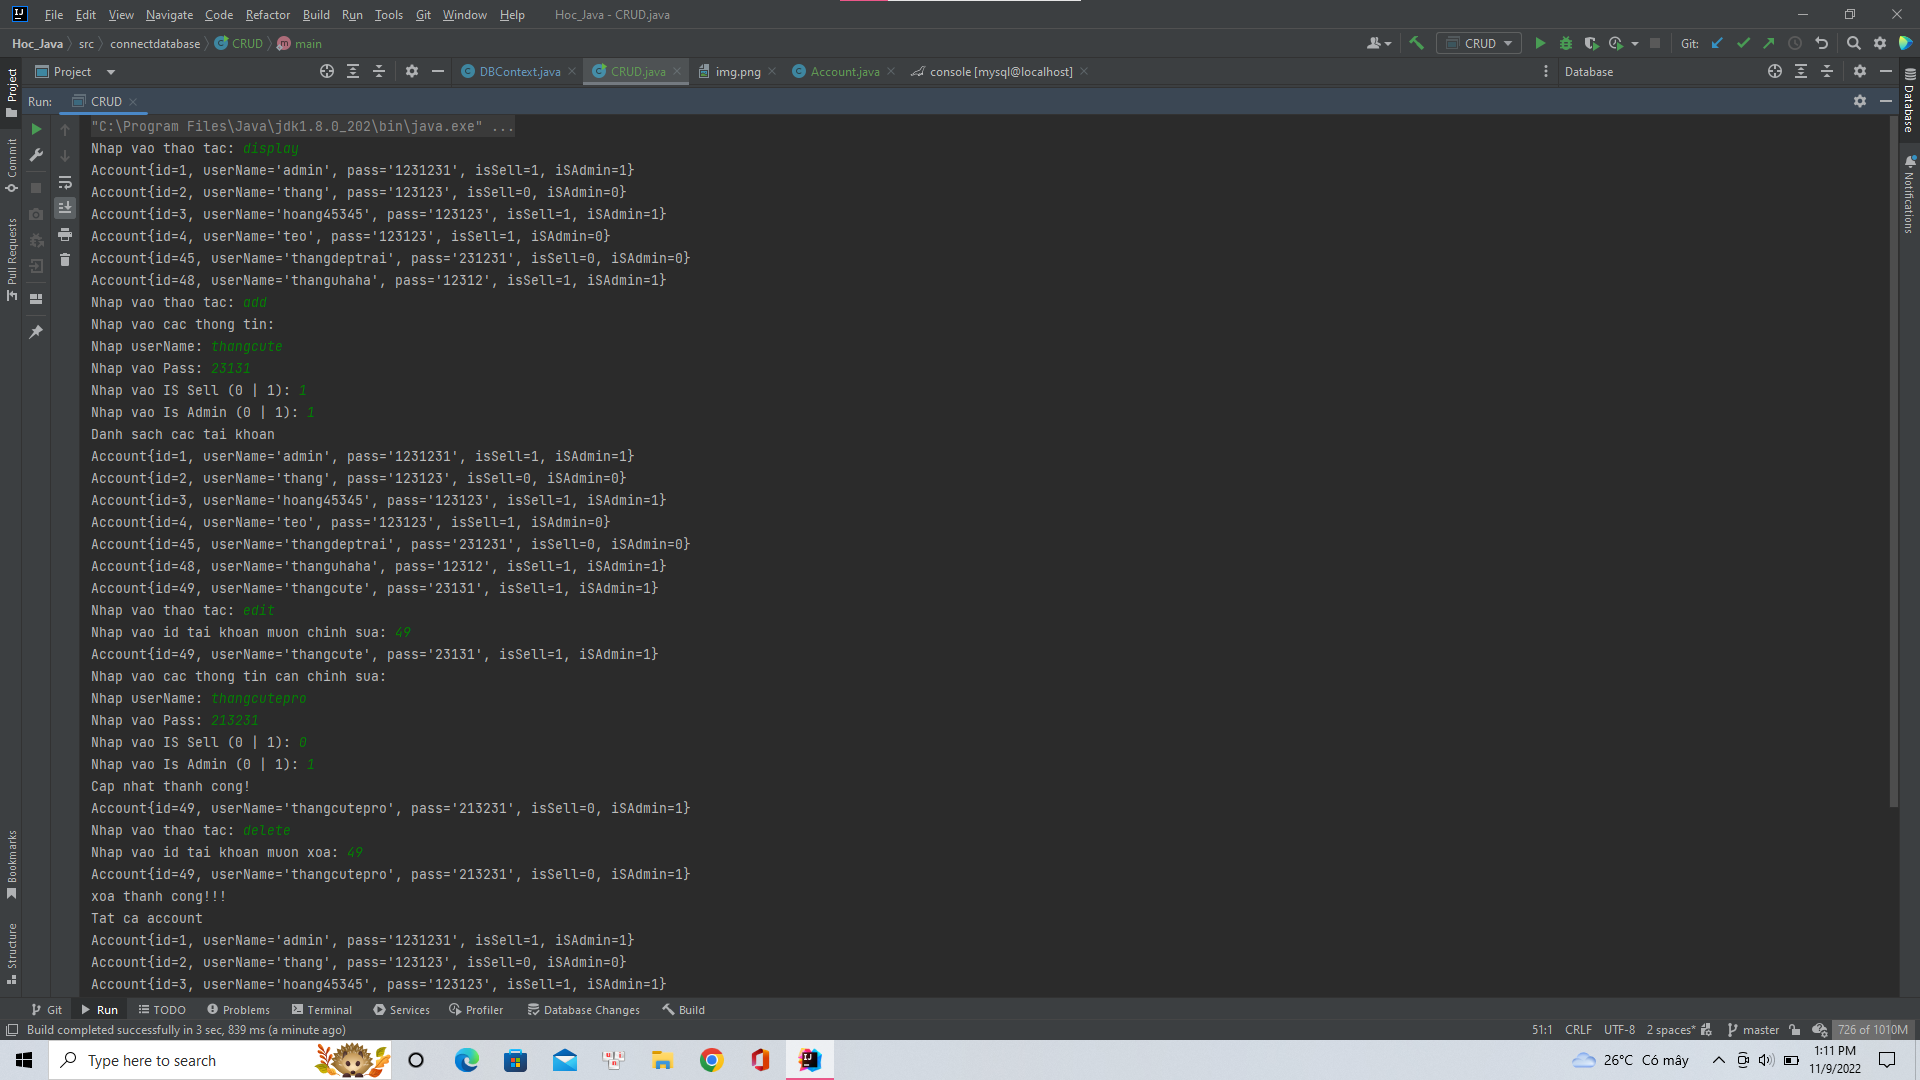 File Edit View Navigate Code Refactor Build Run Tools Git Window Help Hoc_Java - CRUD.java
Hoc_Java src connectdatabase CRUD main CRUD Git:
Project DBContext.java CRUD.java img.png Account.java console [mysql@localhost] Database
Run: CRUD
"C:\Program Files\Java\jdk1.8.0_202\bin\java.exe" ...
Nhap vao thao tac: display
Account{id=1, userName='admin', pass='1231231', isSell=1, iSAdmin=1}
Account{id=2, userName='thang', pass='123123', isSell=0, iSAdmin=0}
Account{id=3, userName='hoang45345', pass='123123', isSell=1, iSAdmin=1}
Account{id=4, userName='teo', pass='123123', isSell=1, iSAdmin=0}
Account{id=45, userName='thangdeptrai', pass='231231', isSell=0, iSAdmin=0}
Account{id=48, userName='thanguhaha', pass='12312', isSell=1, iSAdmin=1}
Nhap vao thao tac: add
Nhap vao cac thong tin:
Nhap userName: thangcute
Nhap vao Pass: 23131
Nhap vao IS Sell (0 | 1): 1
Nhap vao Is Admin (0 | 1): 1
Danh sach cac tai khoan
Account{id=1, userName='admin', pass='1231231', isSell=1, iSAdmin=1}
Account{id=2, userName='thang', pass='123123', isSell=0, iSAdmin=0}
Account{id=3, userName='hoang45345', pass='123123', isSell=1, iSAdmin=1}
Account{id=4, userName='teo', pass='123123', isSell=1, iSAdmin=0}
Account{id=45, userName='thangdeptrai', pass='231231', isSell=0, iSAdmin=0}
Account{id=48, userName='thanguhaha', pass='12312', isSell=1, iSAdmin=1}
Account{id=49, userName='thangcute', pass='23131', isSell=1, iSAdmin=1}
Nhap vao thao tac: edit
Nhap vao id tai khoan muon chinh sua: 49
Account{id=49, userName='thangcute', pass='23131', isSell=1, iSAdmin=1}
Nhap vao cac thong tin can chinh sua:
Nhap userName: thangcutepro
Nhap vao Pass: 213231
Nhap vao IS Sell (0 | 1): 0
Nhap vao Is Admin (0 | 1): 1
Cap nhat thanh cong!
Account{id=49, userName='thangcutepro', pass='213231', isSell=0, iSAdmin=1}
Nhap vao thao tac: delete
Nhap vao id tai khoan muon xoa: 49
Account{id=49, userName='thangcutepro', pass='213231', isSell=0, iSAdmin=1}
xoa thanh cong!!!
Tat ca account
Account{id=1, userName='admin', pass='1231231', isSell=1, iSAdmin=1}
Account{id=2, userName='thang', pass='123123', isSell=0, iSAdmin=0}
Account{id=3, userName='hoang45345', pass='123123', isSell=1, iSAdmin=1}
Project
Commit
Pull Requests
Bookmarks
Structure
Database
Notifications
Git Run TODO Problems Terminal Services Profiler Database Changes Build
Build completed successfully in 3 sec, 839 ms (a minute ago) 51:1 CRLF UTF-8 2 spaces* master 726 of 1010M
Type here to search 26°C Có mây 1:11 PM
11/9/2022